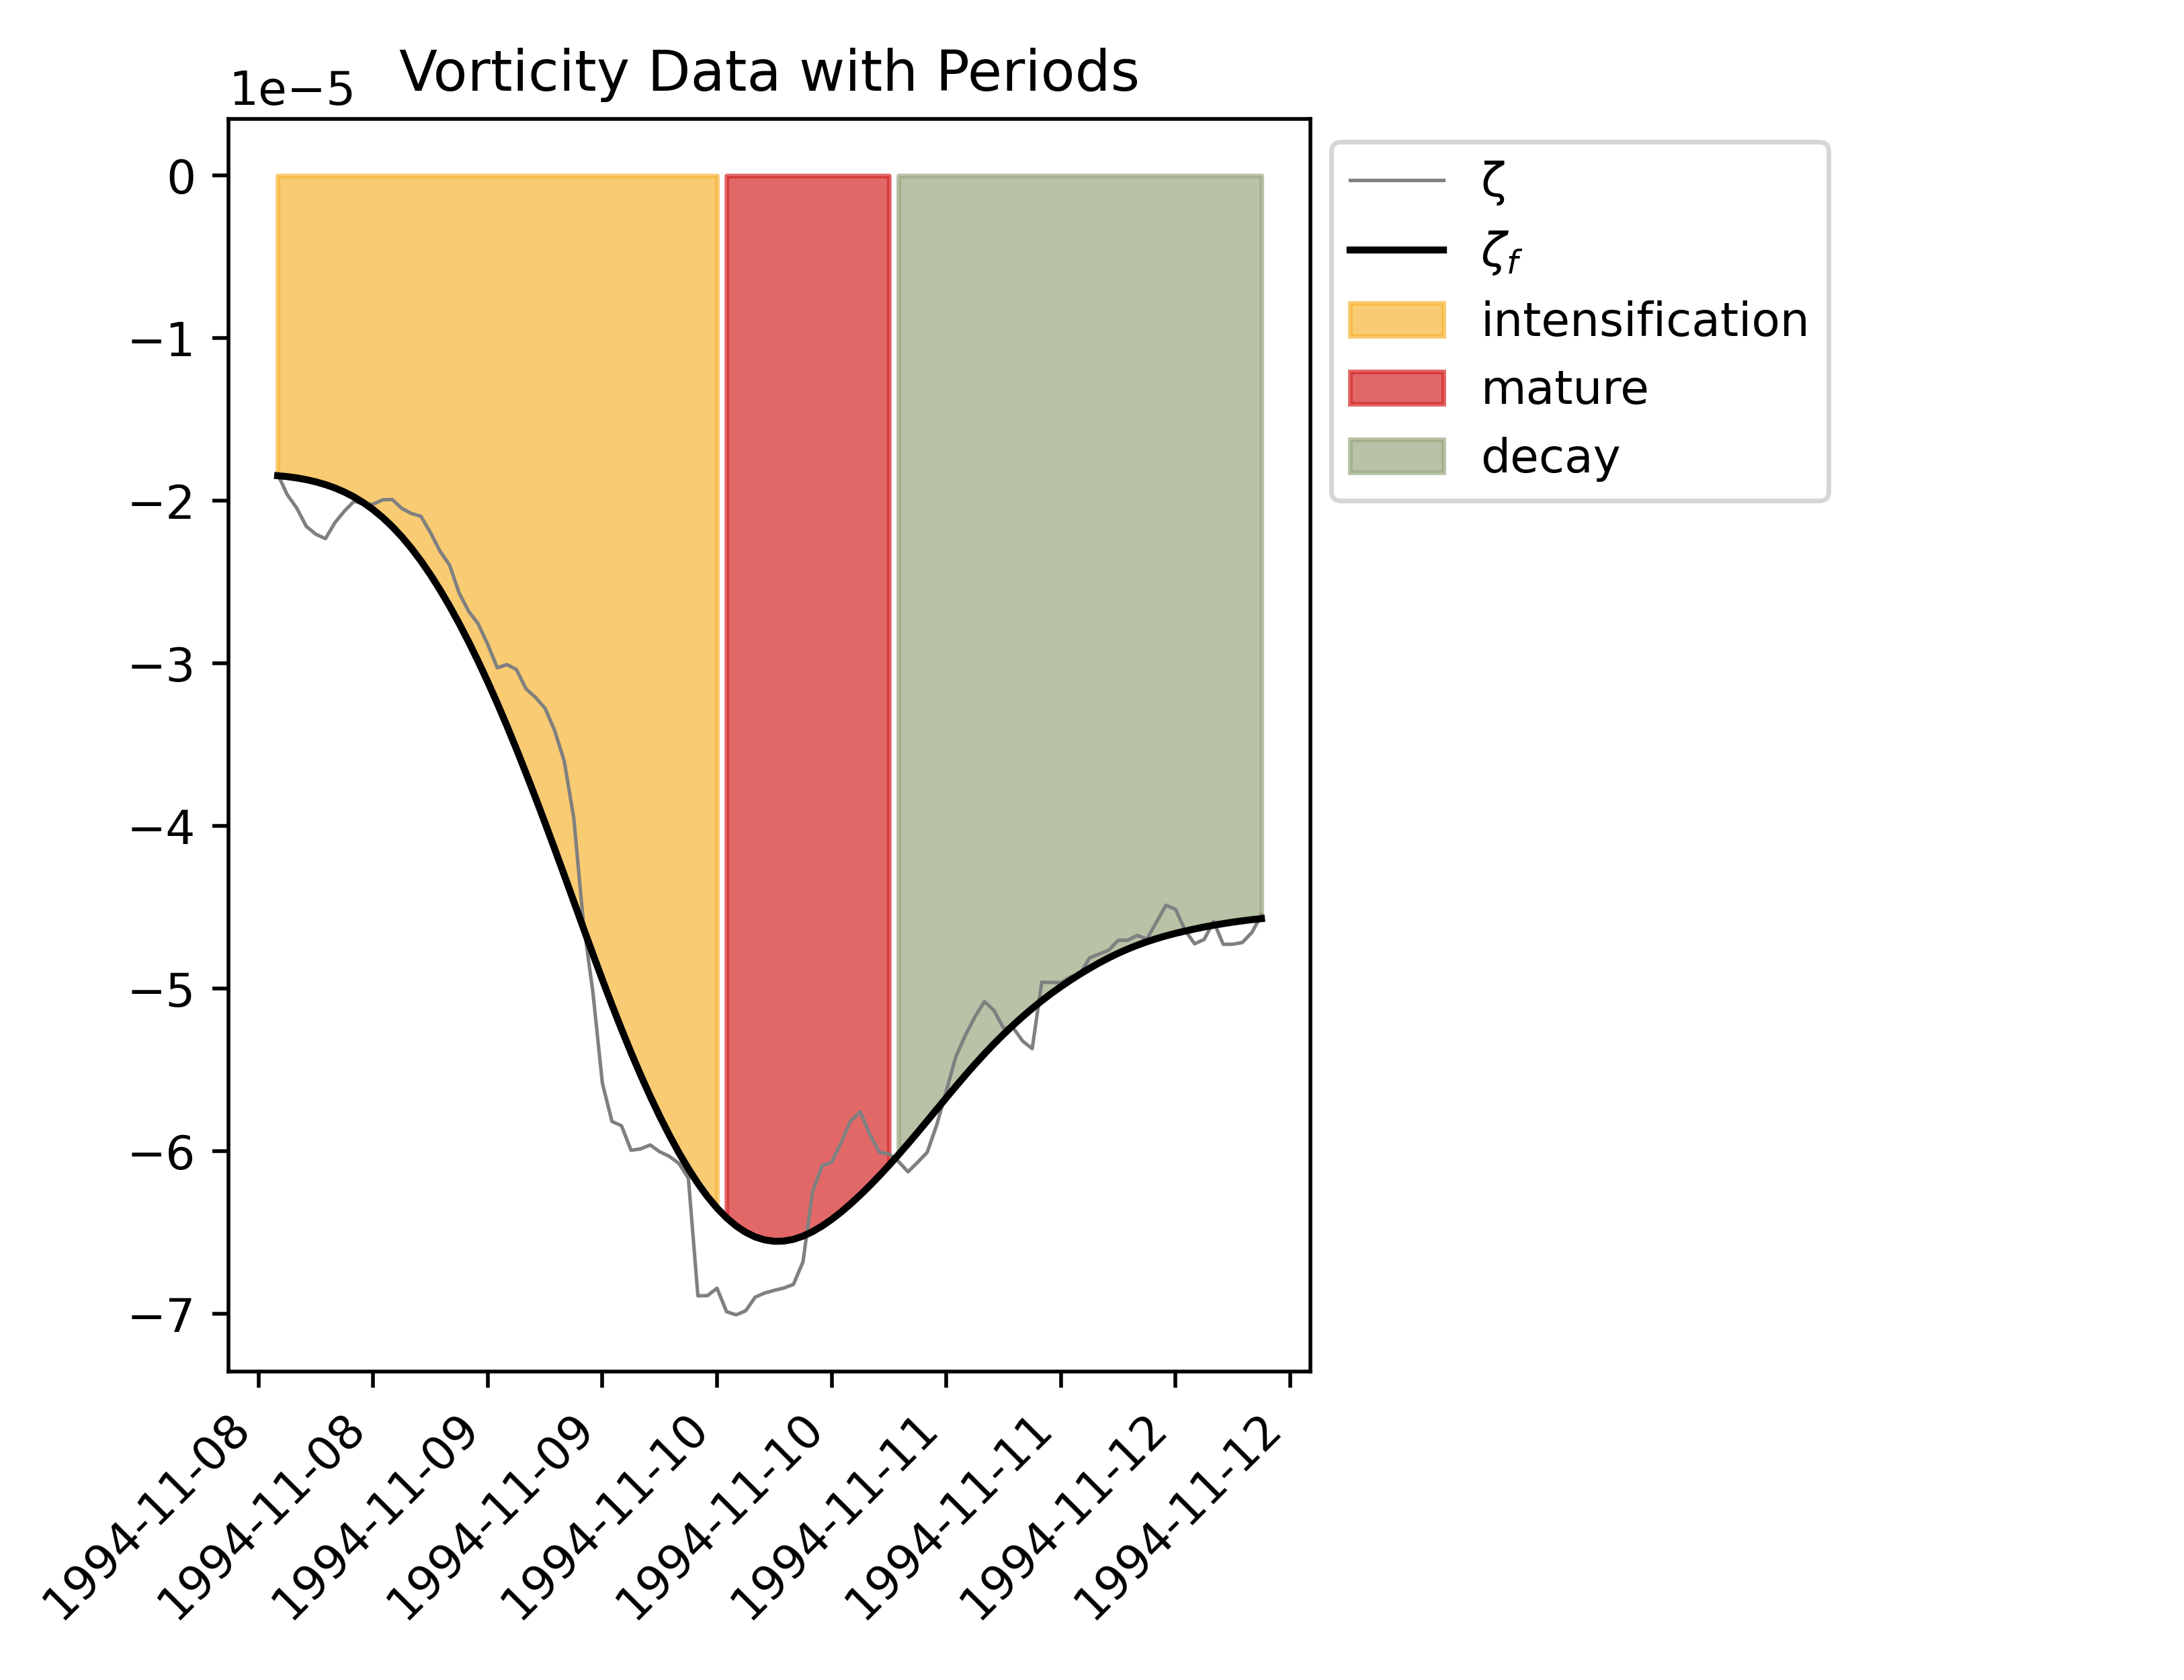 Vorticity Data with Periods
1e−5
0
−1
−2
−3
−4
−5
−6
−7
1994-11-08
1994-11-08
1994-11-09
1994-11-09
1994-11-10
1994-11-10
1994-11-11
1994-11-11
1994-11-12
1994-11-12
ζ
ζf
intensification
mature
decay